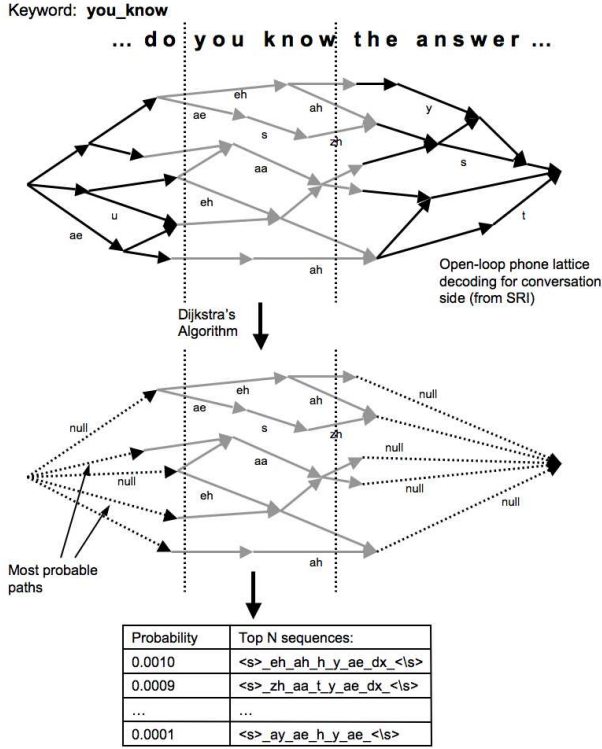 Keyword: you_know
... do you know the answer ...
eh
ae
ah
y
s
zh
s
aa
u
eh
t
ae
ah
Open-loop phone lattice
decoding for conversation
side (from SRI)
Dijkstra's
Algorithm
eh
null
null
ae
ah
s
zh
null
aa
null
null
eh
null
Most probable
paths
ah
Probability Top N sequences:
0.0010 <s>_eh_ah_h_y_ae_dx_<\s>
0.0009 <s>_zh_aa_t_y_ae_dx_<\s>
... ...
0.0001 <s>_ay_ae_h_y_ae_<\s>